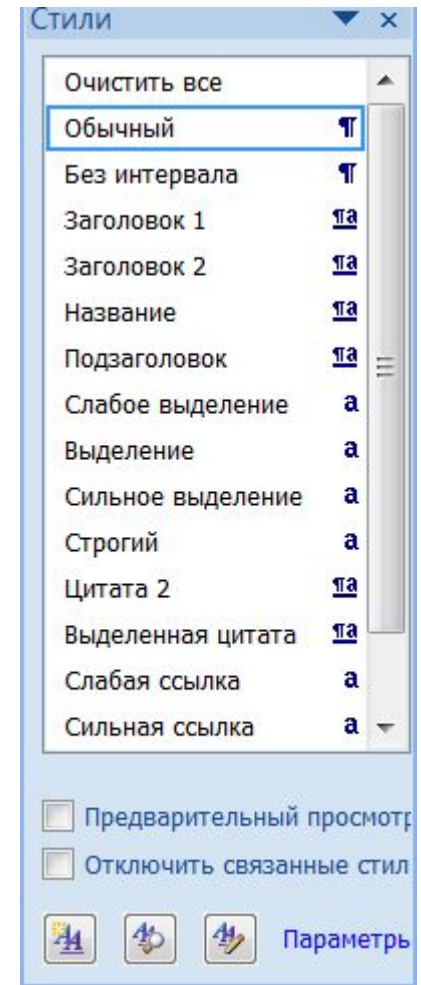 Стили
Очистить все
Обычный ¶
Без интервала ¶
Заголовок 1 ¶a
Заголовок 2 ¶a
Название ¶a
Подзаголовок ¶a
Слабое выделение a
Выделение a
Сильное выделение a
Строгий a
Цитата 2 ¶a
Выделенная цитата ¶a
Слабая ссылка a
Сильная ссылка a
Предварительный просмотр
Отключить связанные стил
Параметры